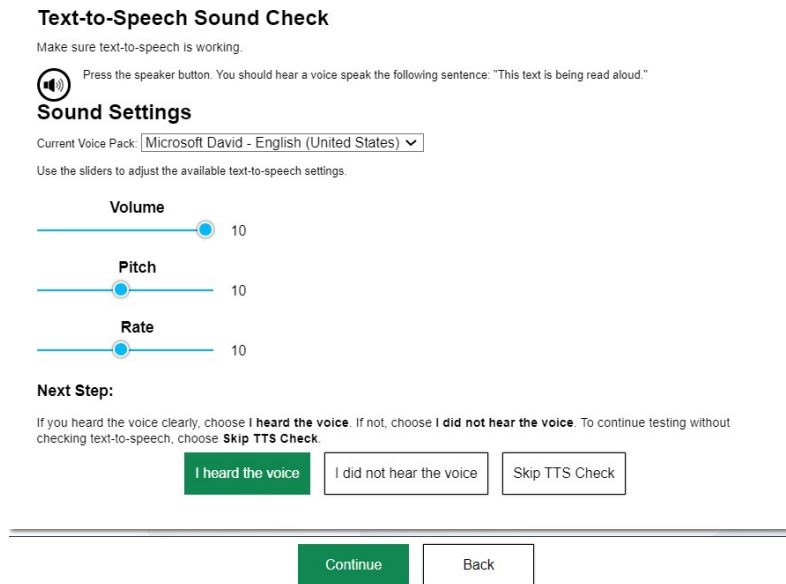 Text-to-Speech Sound Check
Make sure text-to-speech is working.
Press the speaker button. You should hear a voice speak the following sentence: "This text is being read aloud."
Sound Settings
Current Voice Pack: Microsoft David - English (United States)
Use the sliders to adjust the available text-to-speech settings.
Volume
10
Pitch
10
Rate
10
Next Step:
If you heard the voice clearly, choose I heard the voice. If not, choose I did not hear the voice. To continue testing without
checking text-to-speech, choose Skip TTS Check.
I heard the voice I did not hear the voice Skip TTS Check
Continue Back